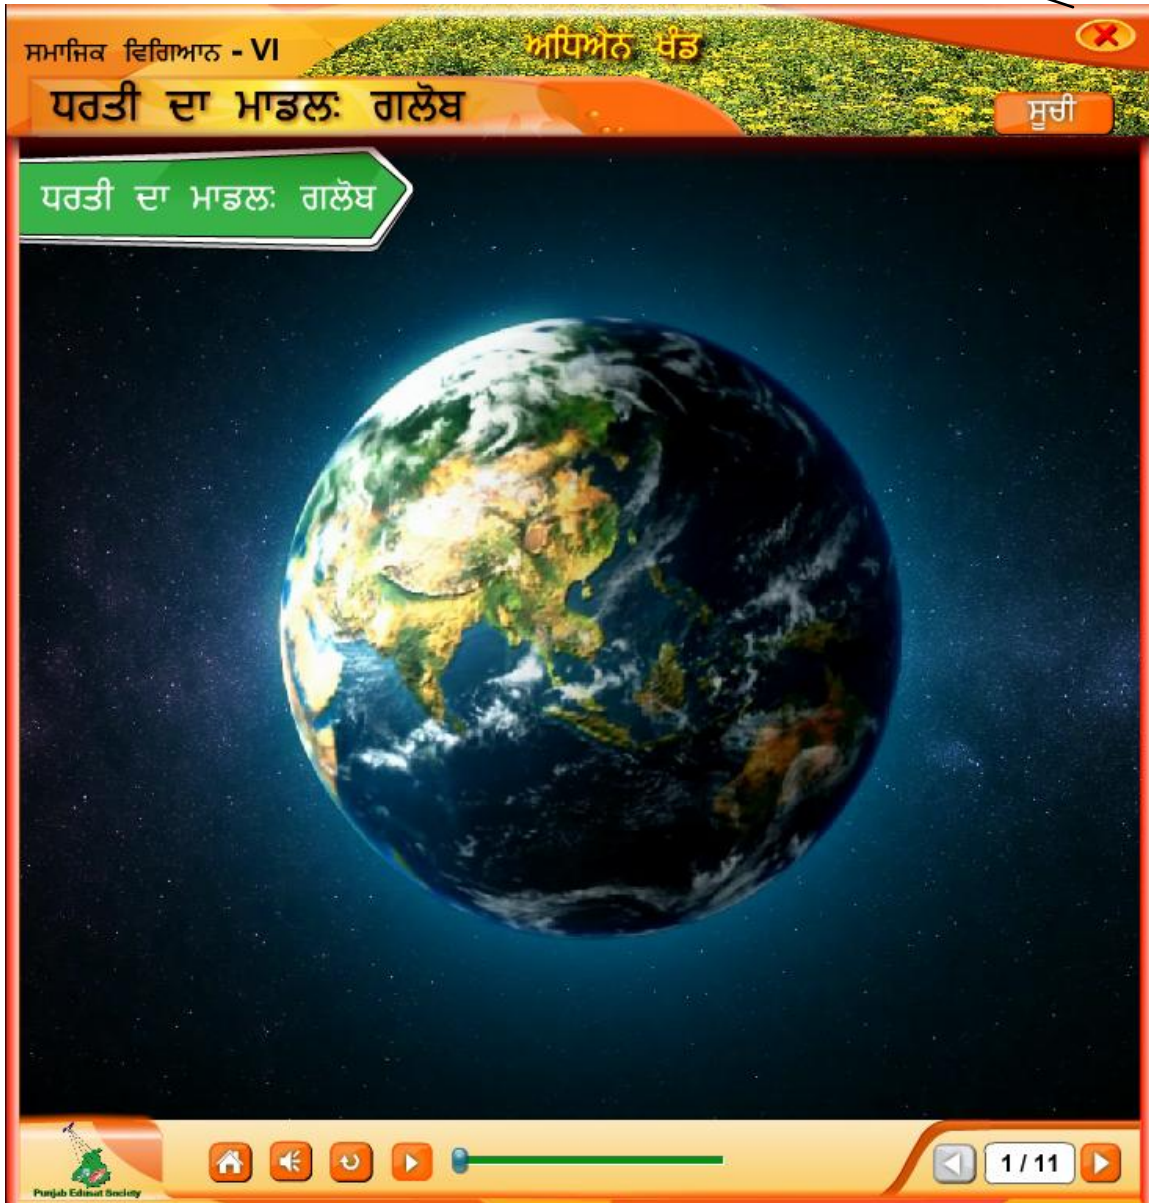 ਸਮਾਜਿਕ ਵਿਗਿਆਨ - VI
ਅਧਿਐਨ ਖੰਡ
ਧਰਤੀ ਦਾ ਮਾਡਲਃ ਗਲੋਬ
ਸੂਚੀ
ਧਰਤੀ ਦਾ ਮਾਡਲਃ ਗਲੋਬ
Punjab Edusat Society
1 / 11